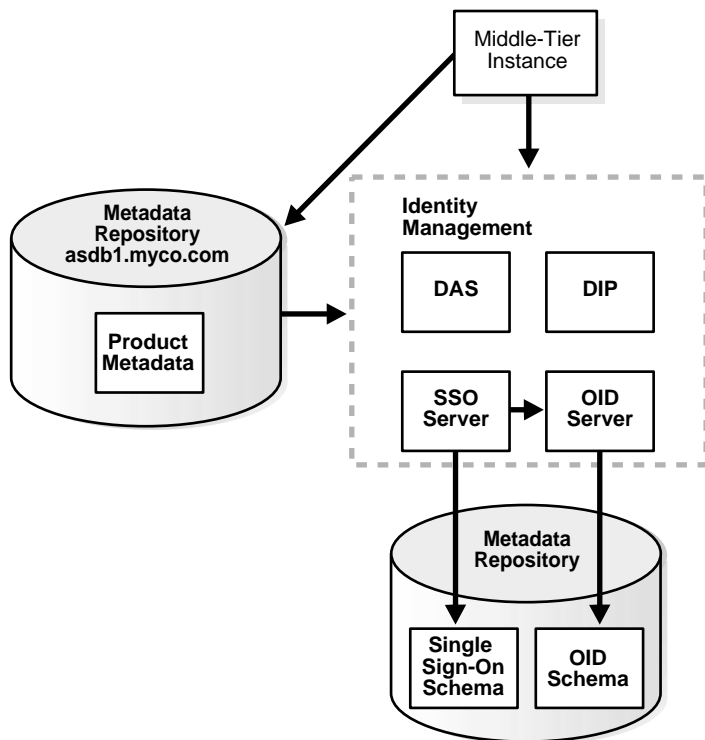 Middle-Tier
Instance
Metadata
Repository
asdb1.myco.com
Product
Metadata
Identity
Management
DAS
DIP
SSO
Server
OID
Server
Metadata
Repository
Single
Sign-On
Schema
OID
Schema